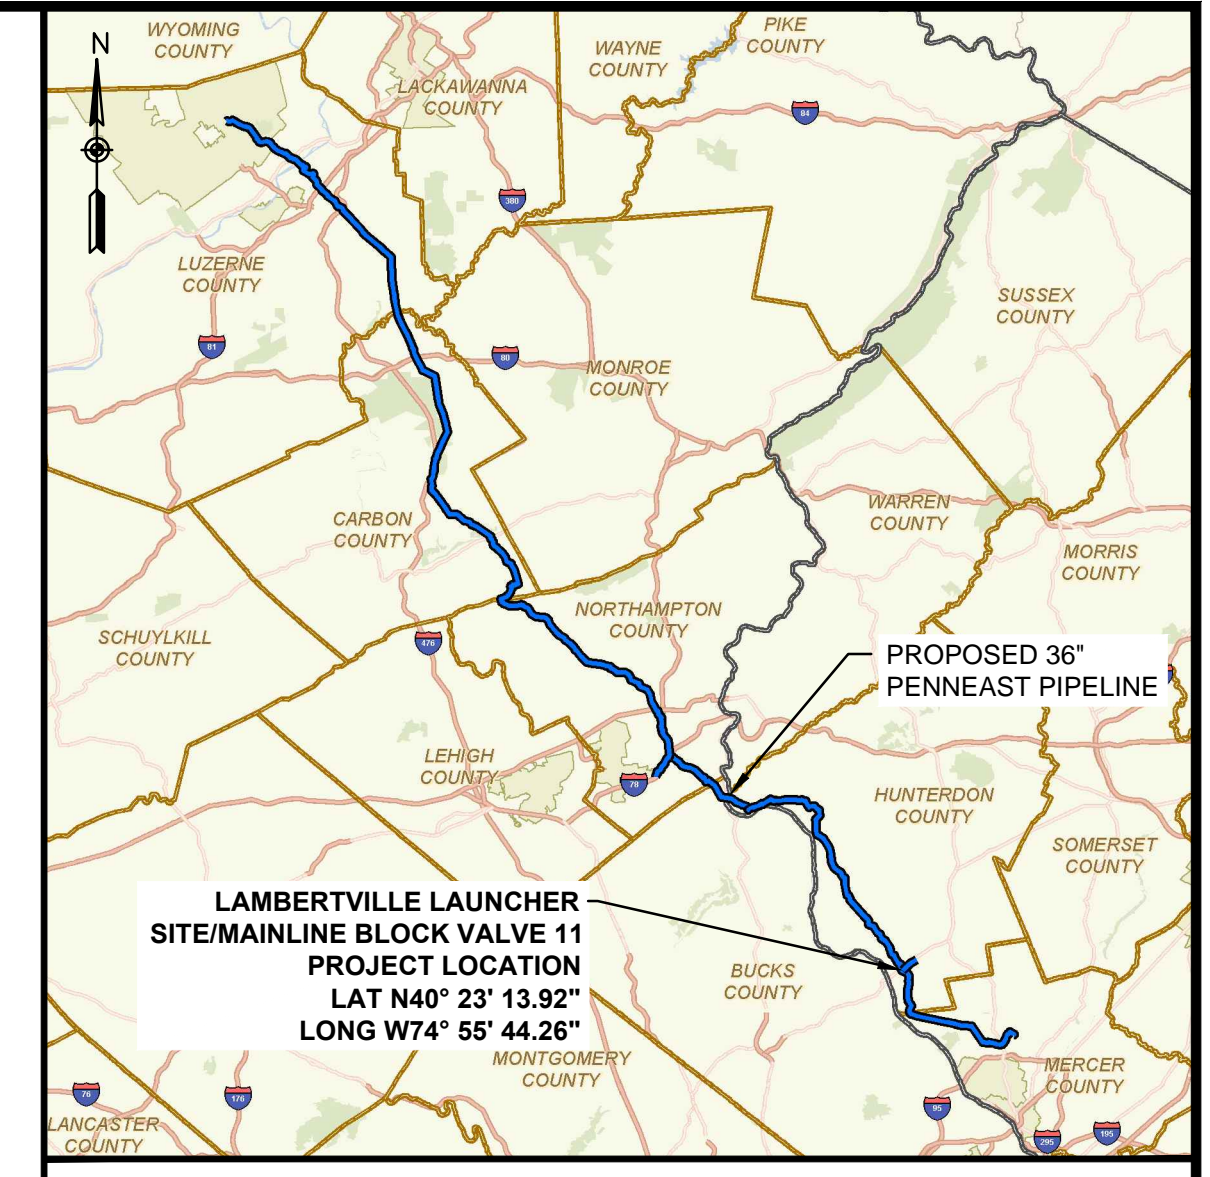 WYOMING
COUNTY
PIKE
COUNTY
N
WAYNE
COUNTY
LACKAWANNA
COUNTY
84
380
LUZERNE
COUNTY
SUSSEX
COUNTY
81
80
MONROE
COUNTY
WARREN
COUNTY
CARBON
COUNTY
MORRIS
COUNTY
NORTHAMPTON
COUNTY
SCHUYLKILL
COUNTY
476
PROPOSED 36"
PENNEAST PIPELINE
LEHIGH
COUNTY
78
HUNTERDON
COUNTY
SOMERSET
COUNTY
LAMBERTVILLE LAUNCHER
SITE/MAINLINE BLOCK VALVE 11
PROJECT LOCATION
LAT N40° 23' 13.92"
LONG W74° 55' 44.26"
BUCKS
COUNTY
MONTGOMERY
COUNTY
MERCER
COUNTY
76
176
95
LANCASTER
COUNTY
295
195